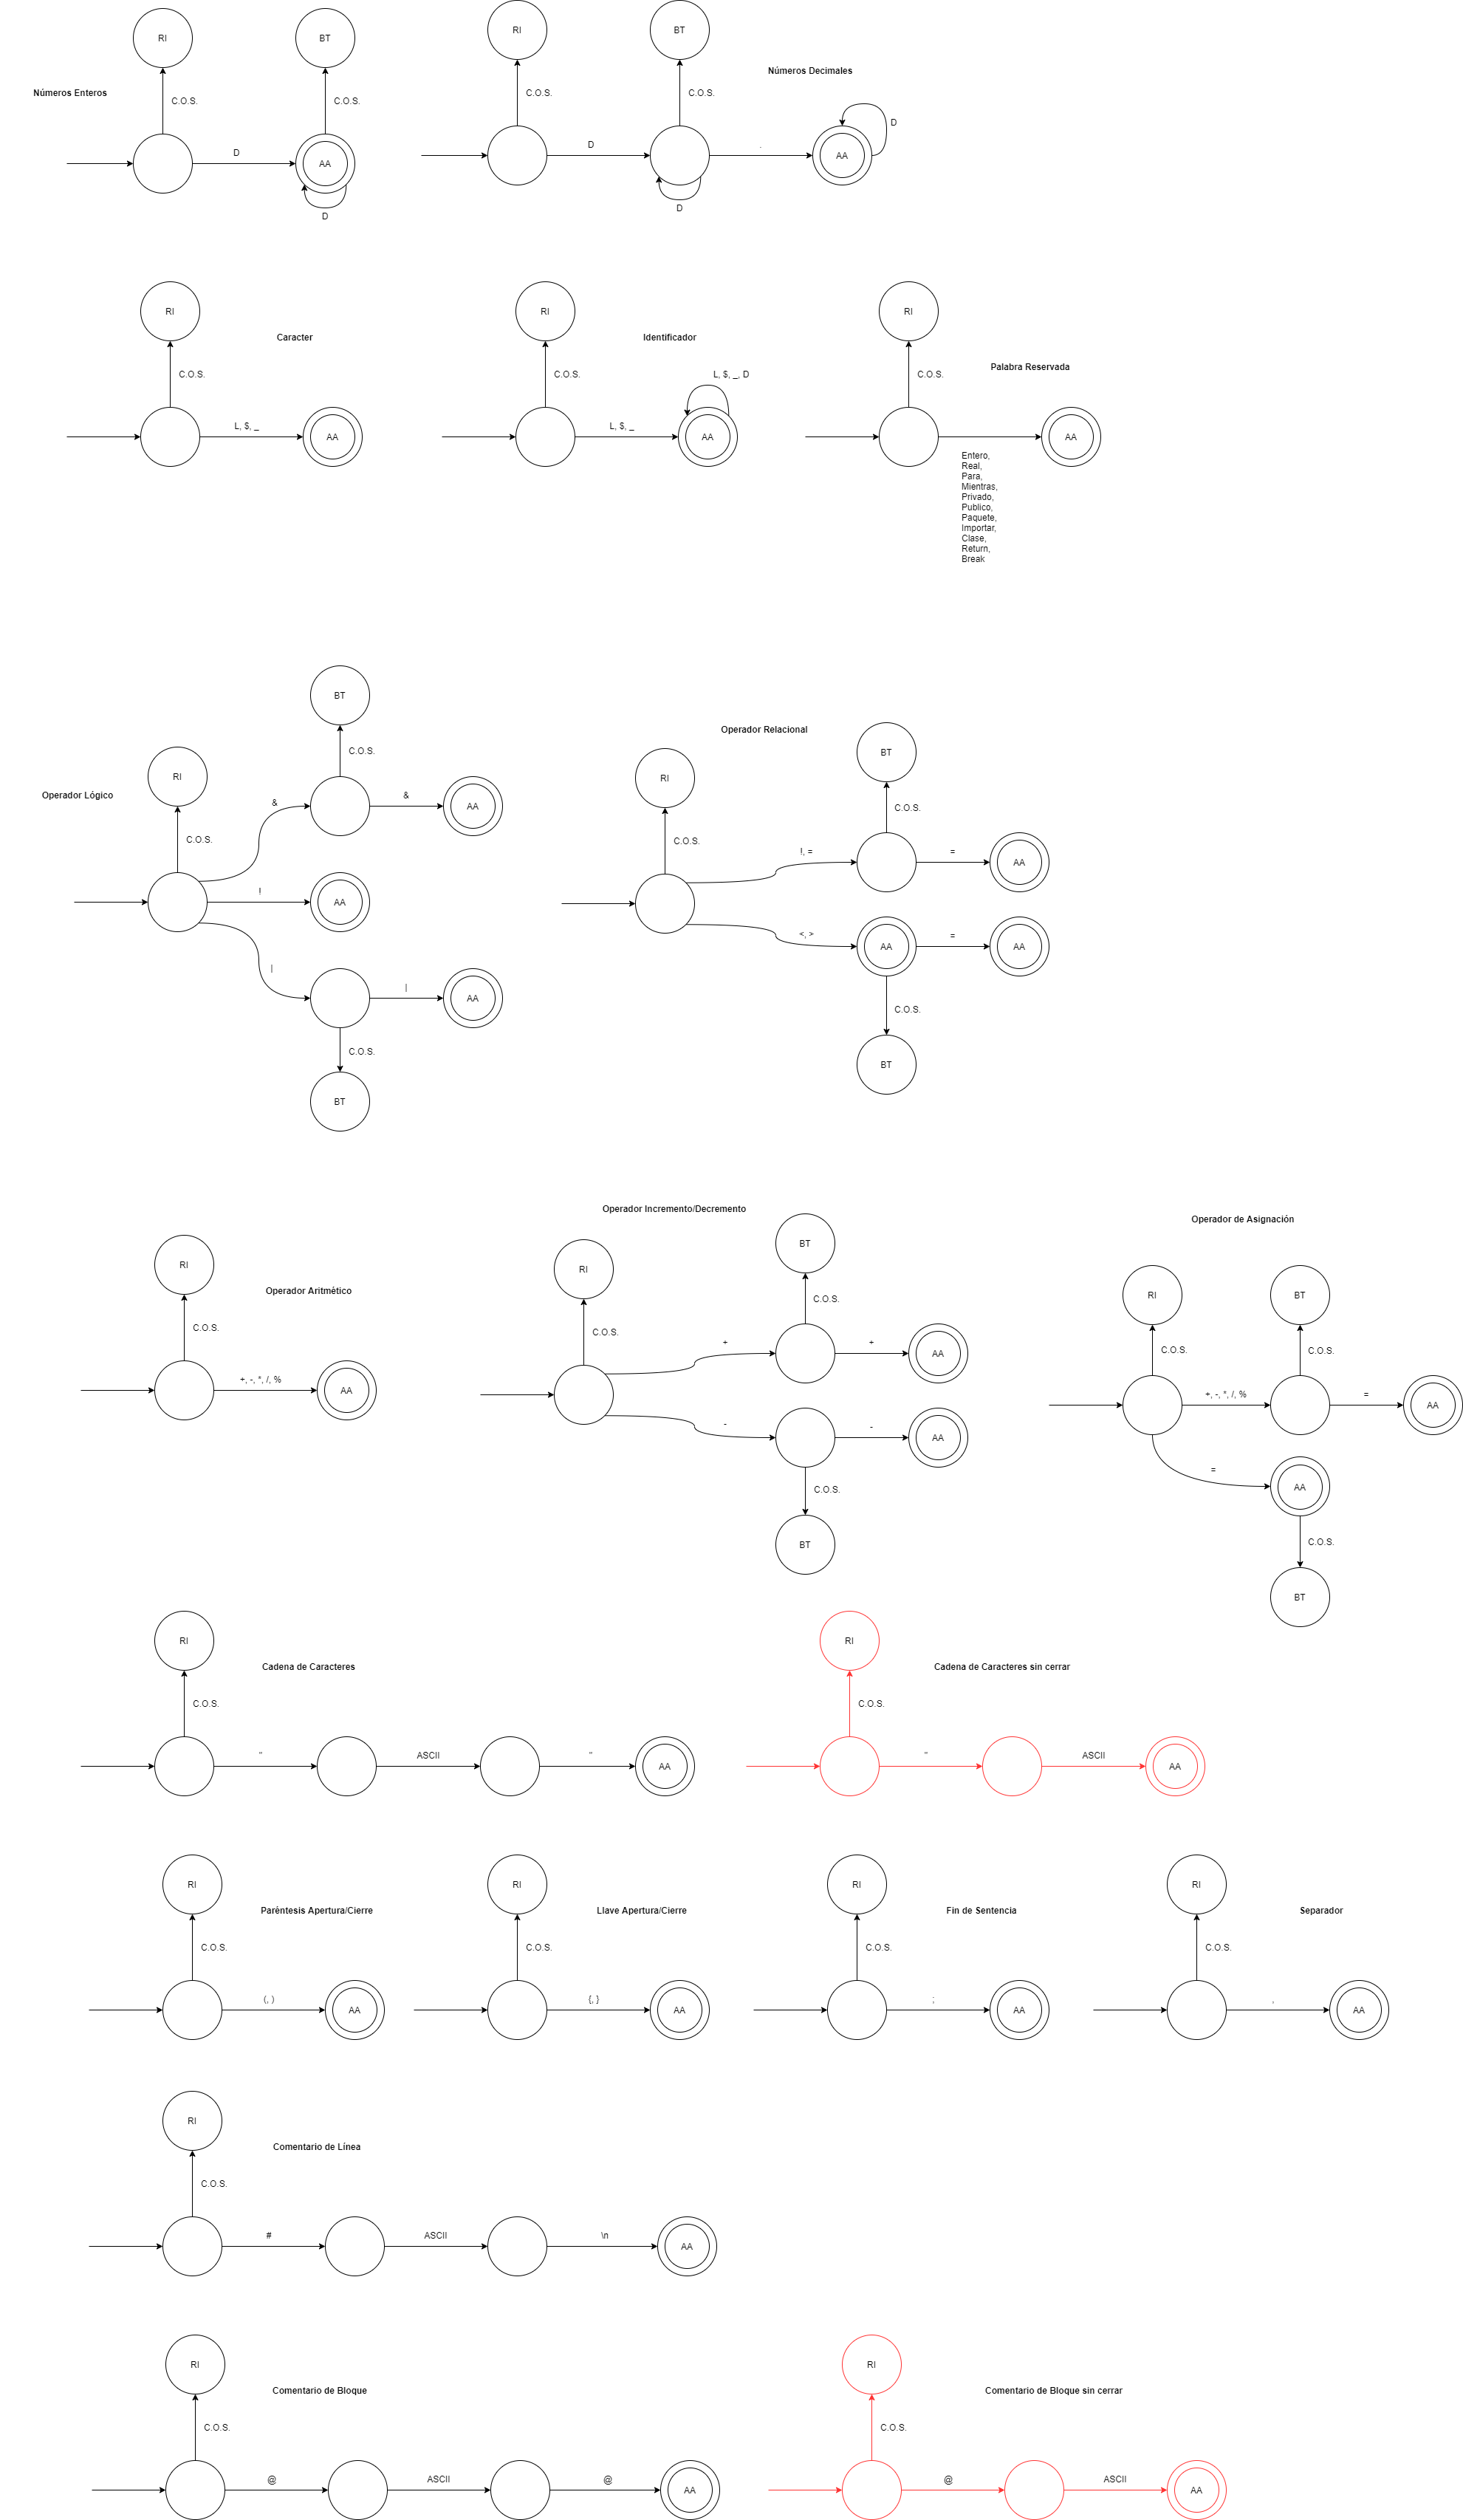 RI
BT
C.O.S.
C.O.S.
Números Enteros
D
AA
D
RI
BT
Números Decimales
C.O.S.
C.O.S.
D
D
.
AA
D
RI
Caracter
C.O.S.
L, $, _
AA
RI
Identificador
C.O.S.
L, $, _, D
L, $, _
AA
RI
Palabra Reservada
C.O.S.
AA
Entero,
Real,
Para,
Mientras,
Privado,
Publico,
Paquete,
Importar,
Clase,
Return,
Break
BT
RI
C.O.S.
Operador Lógico
&
&
AA
C.O.S.
!
AA
|
|
AA
C.O.S.
BT
Operador Relacional
BT
RI
C.O.S.
C.O.S.
!, =
=
AA
<, >
AA
=
AA
C.O.S.
BT
RI
Operador Aritmètico
C.O.S.
+, -, *, /, %
AA
Operador Incremento/Decremento
BT
RI
C.O.S.
C.O.S.
+
+
AA
-
-
AA
C.O.S.
BT
Operador de Asignación
RI
BT
C.O.S.
C.O.S.
+, -, *, /, %
=
AA
=
AA
C.O.S.
BT
RI
Cadena de Caracteres
C.O.S.
"
ASCII
"
AA
RI
Cadena de Caracteres sin cerrar
C.O.S.
"
ASCII
AA
RI
Paréntesis Apertura/Cierre
C.O.S.
(, )
AA
RI
Llave Apertura/Cierre
C.O.S.
{, }
AA
RI
Fin de Sentencia
C.O.S.
;
AA
RI
Separador
C.O.S.
,
AA
RI
Comentario de Línea
C.O.S.
#
ASCII
\n
AA
RI
Comentario de Bloque
C.O.S.
@
ASCII
@
AA
RI
Comentario de Bloque sin cerrar
C.O.S.
@
ASCII
AA